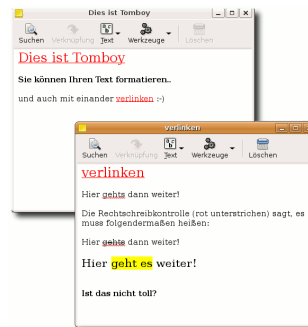 Dies ist Tomboy
Suchen Verknüpfung Text Werkzeuge Löschen
Dies ist Tomboy
Sie können Ihren Text formatieren..
und auch mit einander verlinken :-)
verlinken
Suchen Verknüpfung Text Werkzeuge Löschen
verlinken
Hier gehts dann weiter!
Die Rechtschreibkontrolle (rot unterstrichen) sagt, es
muss folgendermaßen heißen:
Hier gehts dann weiter!
Hier geht es weiter!
Ist das nicht toll?